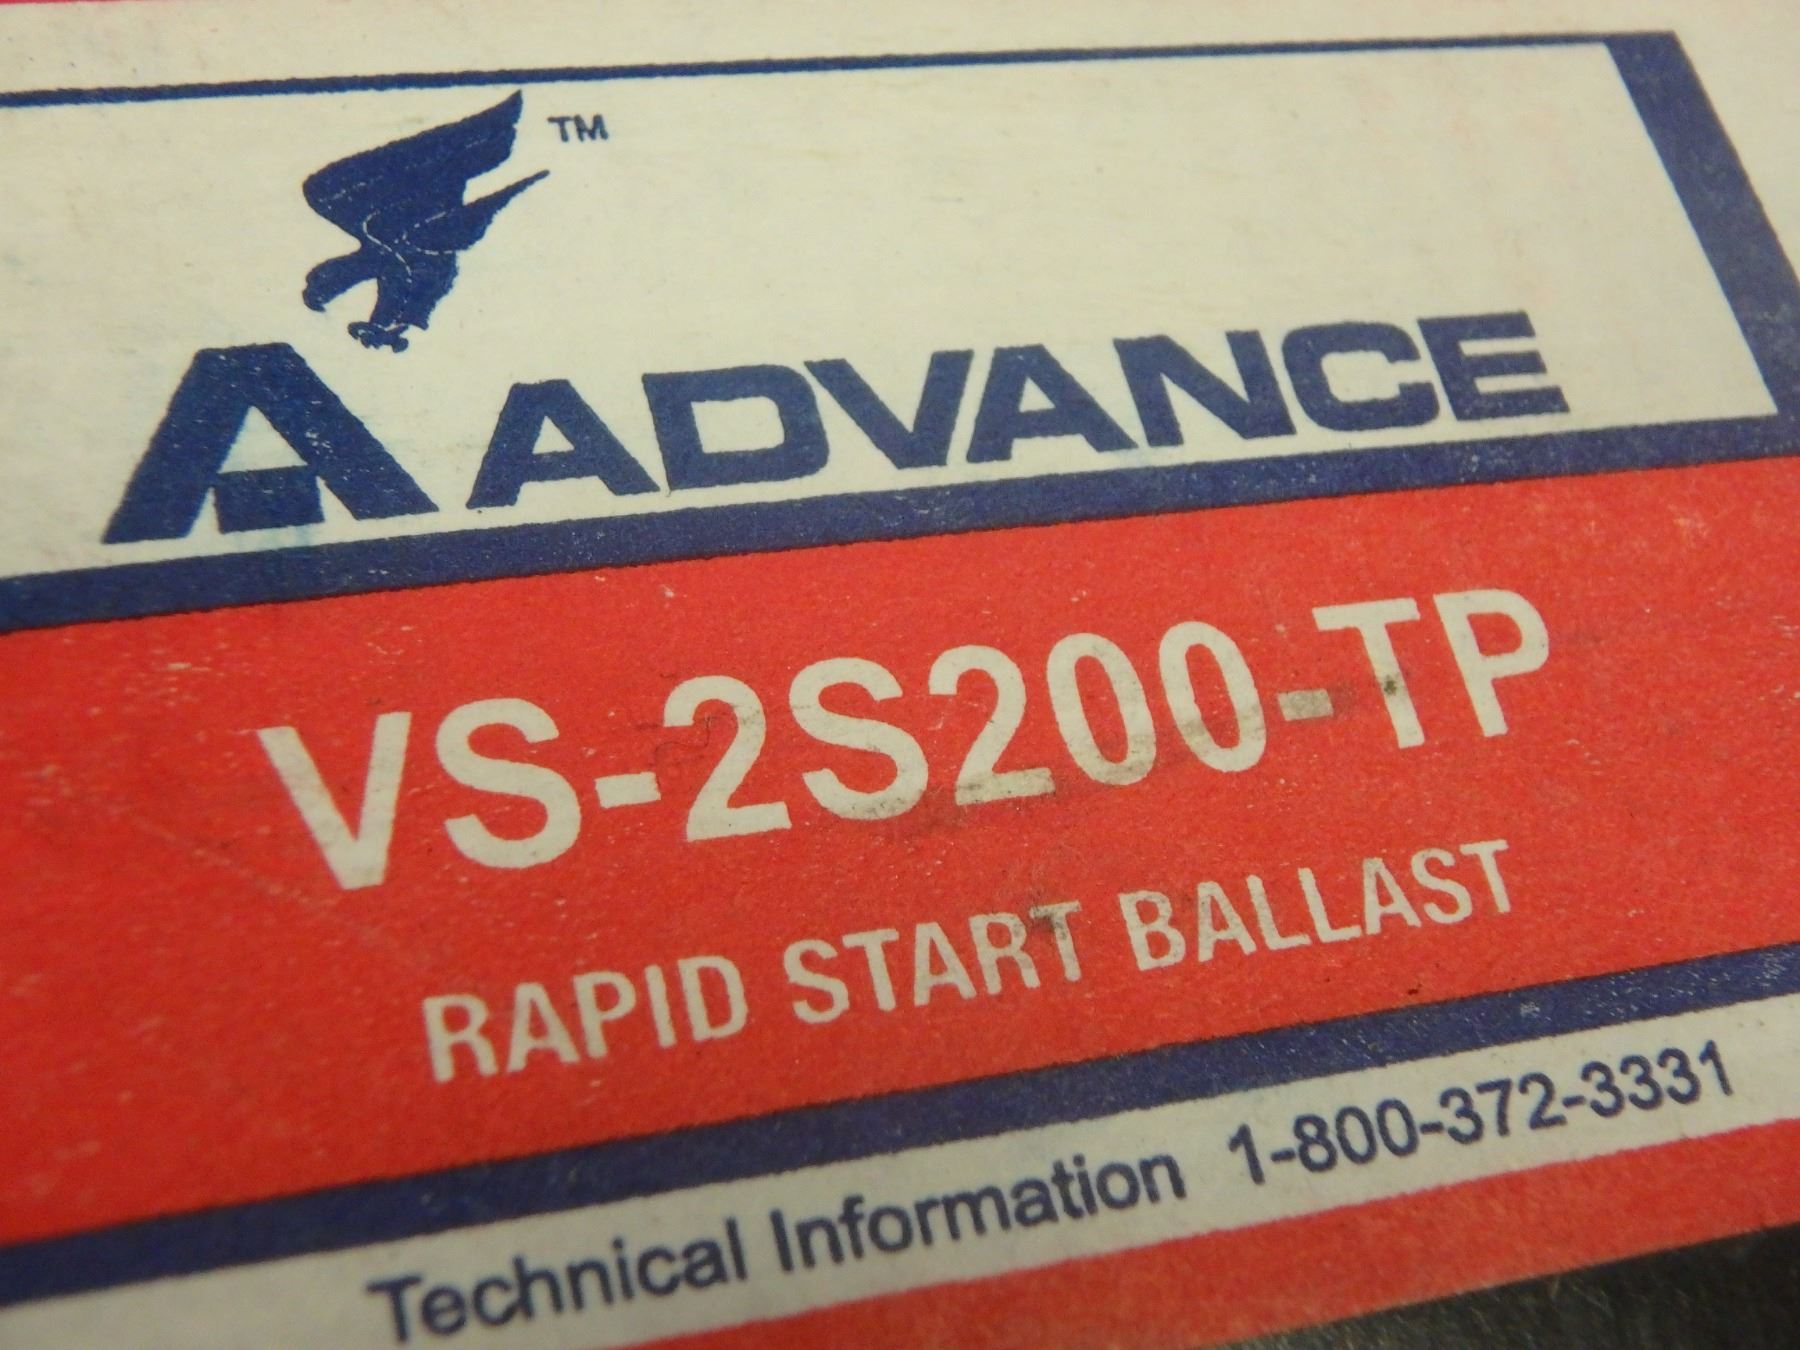 TM
A ADVANCE
VS-2S200-TP
RAPID START BALLAST
Technical Information 1-800-372-3331